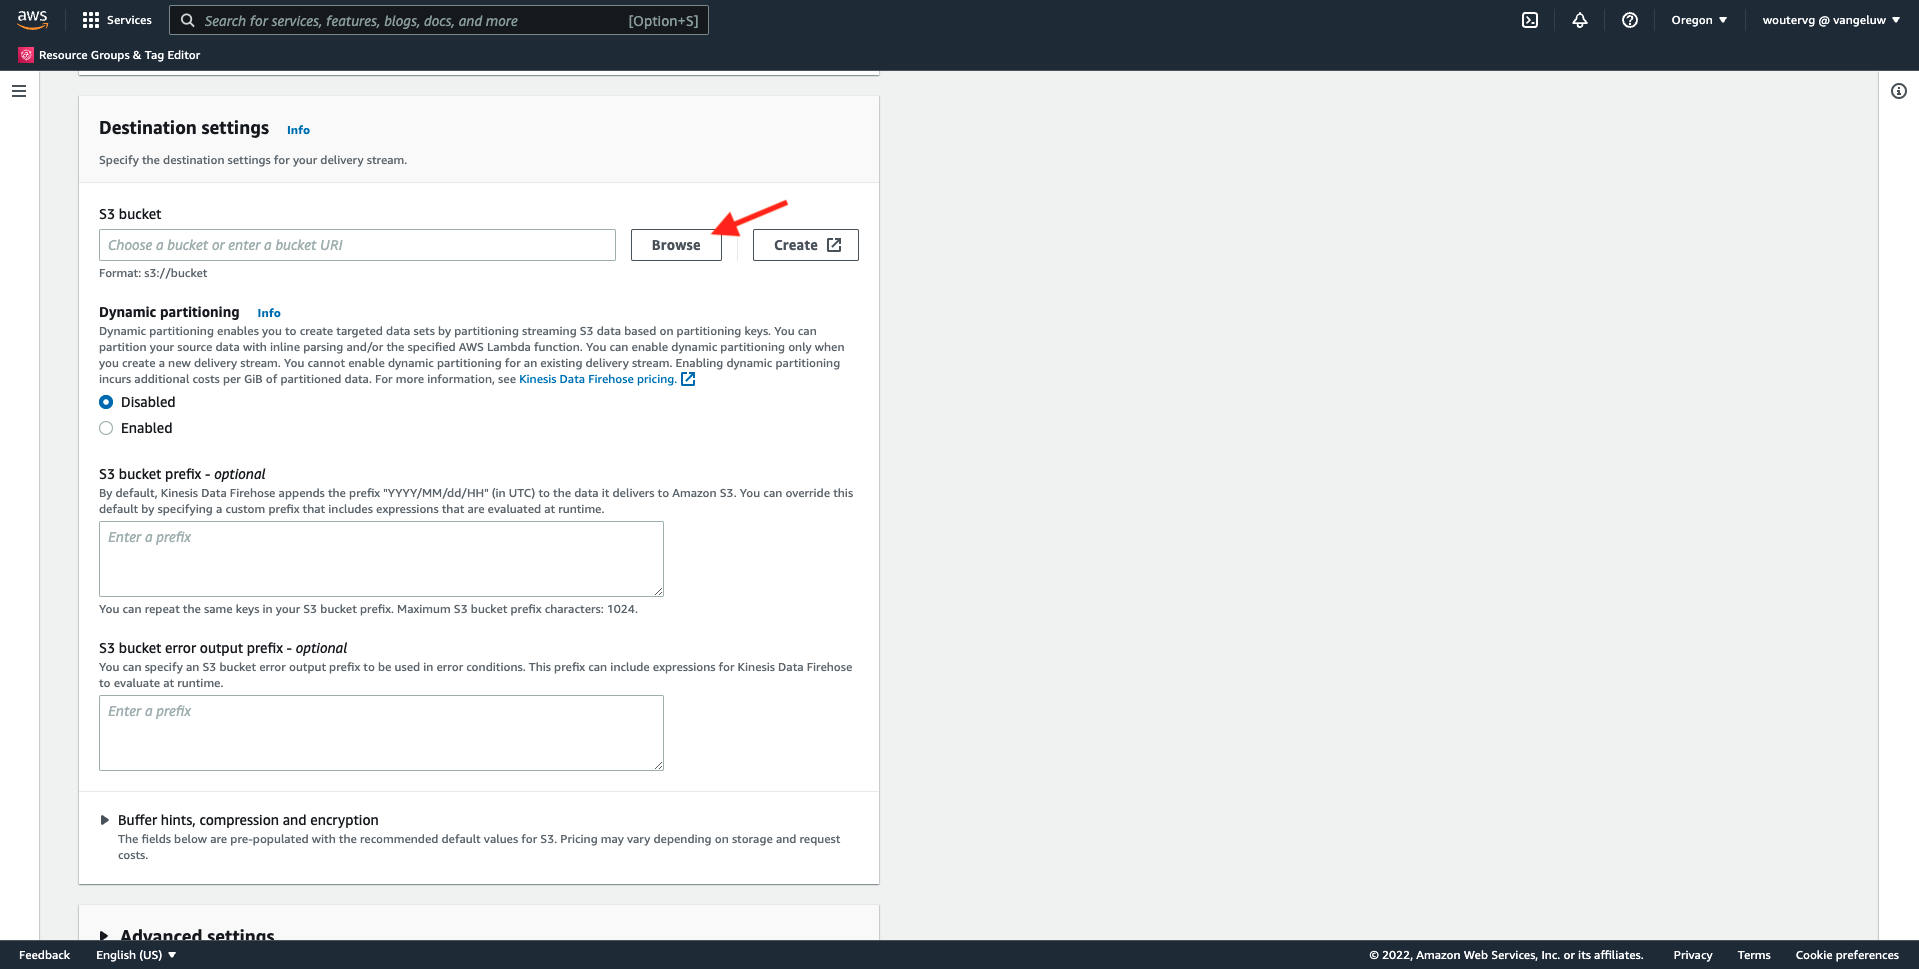 aws
Services
Search for services, features, blogs, docs, and more [Option+S]
Oregon
woutervg @ vangeluw
Resource Groups & Tag Editor
Destination settings Info
Specify the destination settings for your delivery stream.
S3 bucket
Choose a bucket or enter a bucket URI
Browse
Create
Format: s3://bucket
Dynamic partitioning Info
Dynamic partitioning enables you to create targeted data sets by partitioning streaming S3 data based on partitioning keys. You can
partition your source data with inline parsing and/or the specified AWS Lambda function. You can enable dynamic partitioning only when
you create a new delivery stream. You cannot enable dynamic partitioning for an existing delivery stream. Enabling dynamic partitioning
incurs additional costs per GiB of partitioned data. For more information, see Kinesis Data Firehose pricing.
Disabled
Enabled
S3 bucket prefix - optional
By default, Kinesis Data Firehose appends the prefix "YYYY/MM/dd/HH" (in UTC) to the data it delivers to Amazon S3. You can override this
default by specifying a custom prefix that includes expressions that are evaluated at runtime.
Enter a prefix
You can repeat the same keys in your S3 bucket prefix. Maximum S3 bucket prefix characters: 1024.
S3 bucket error output prefix - optional
You can specify an S3 bucket error output prefix to be used in error conditions. This prefix can include expressions for Kinesis Data Firehose
to evaluate at runtime.
Enter a prefix
Buffer hints, compression and encryption
The fields below are pre-populated with the recommended default values for S3. Pricing may vary depending on storage and request
costs.
Advanced settings
Feedback
English (US)
© 2022, Amazon Web Services, Inc. or its affiliates.
Privacy
Terms
Cookie preferences